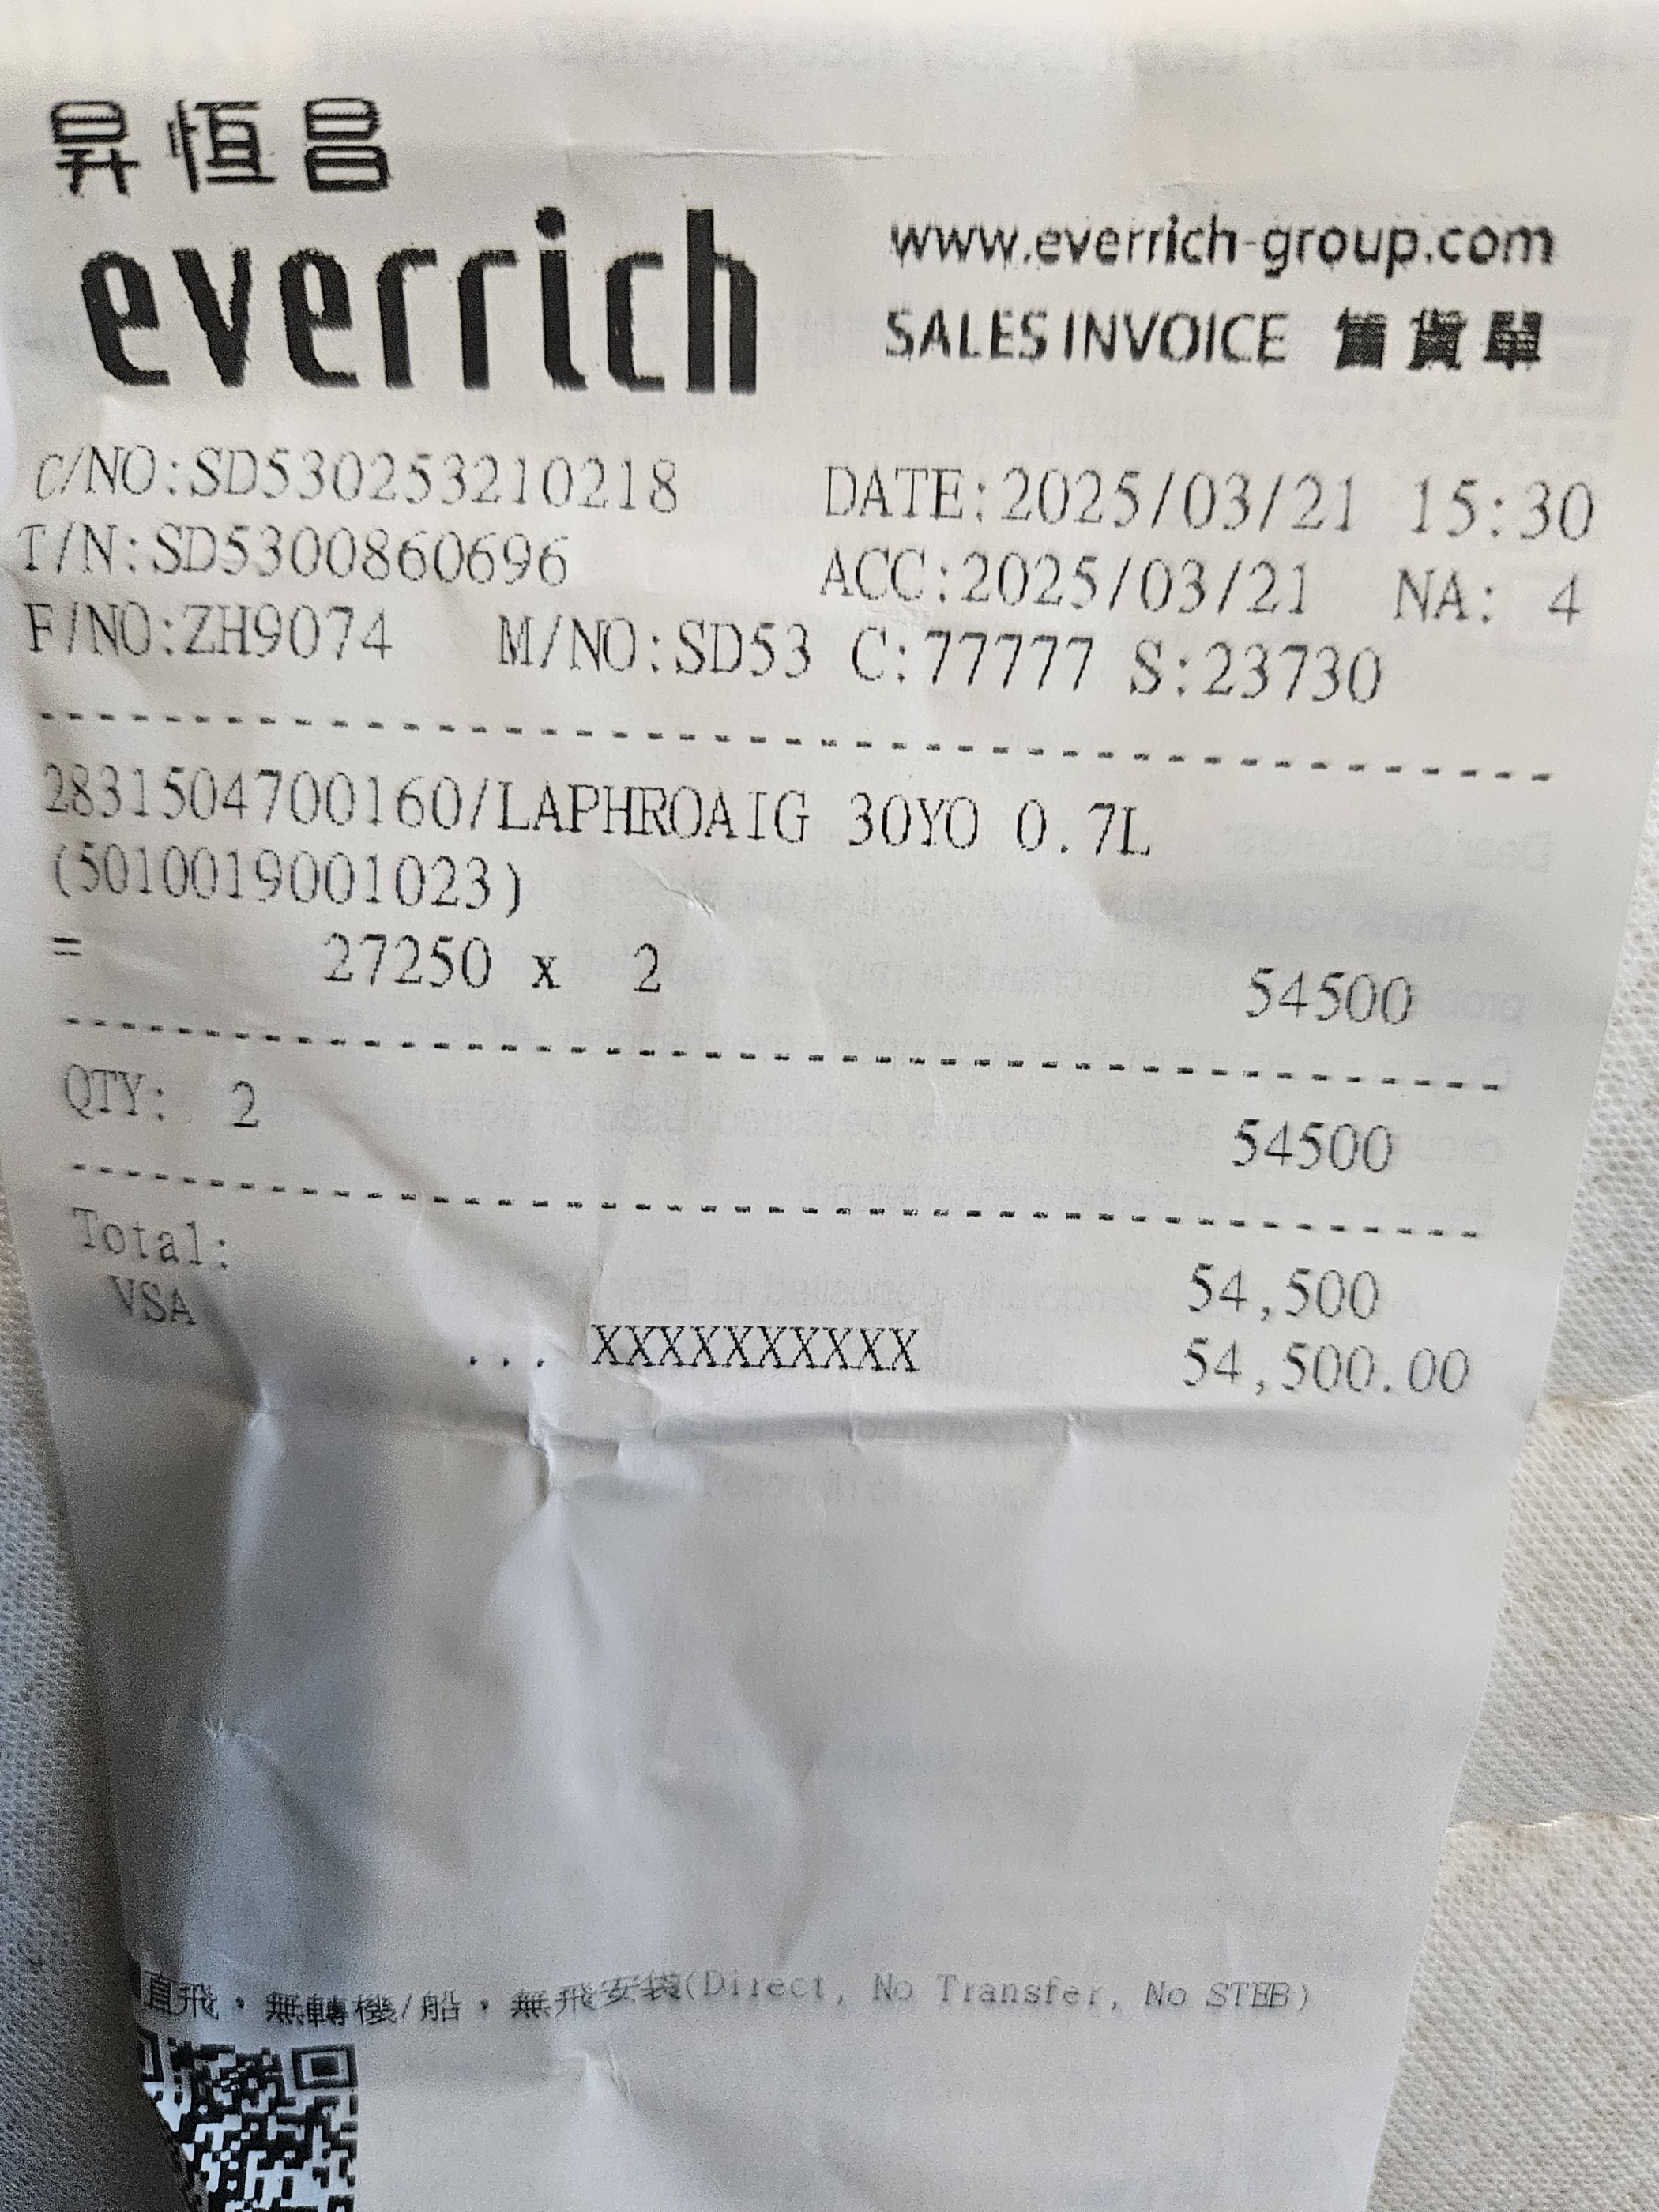 昇恆昌
everrich
www.everrich-group.com
SALES INVOICE 售貨單
C/NO:SD530253210218 DATE:2025/03/21 15:30
T/N:SD5300860696 ACC:2025/03/21 NA: 4
F/NO:ZH9074 M/NO:SD53 C:77777 S:23730
2831504700160/LAPHROAIG 30YO 0.7L
(5010019001023)
= 27250 x 2 54500
QTY: 2 54500
Total: 54,500
VSA ... XXXXXXXXXX 54,500.00
直飛，無轉機/船，無飛安袋(Direct, No Transfer, No STEB)